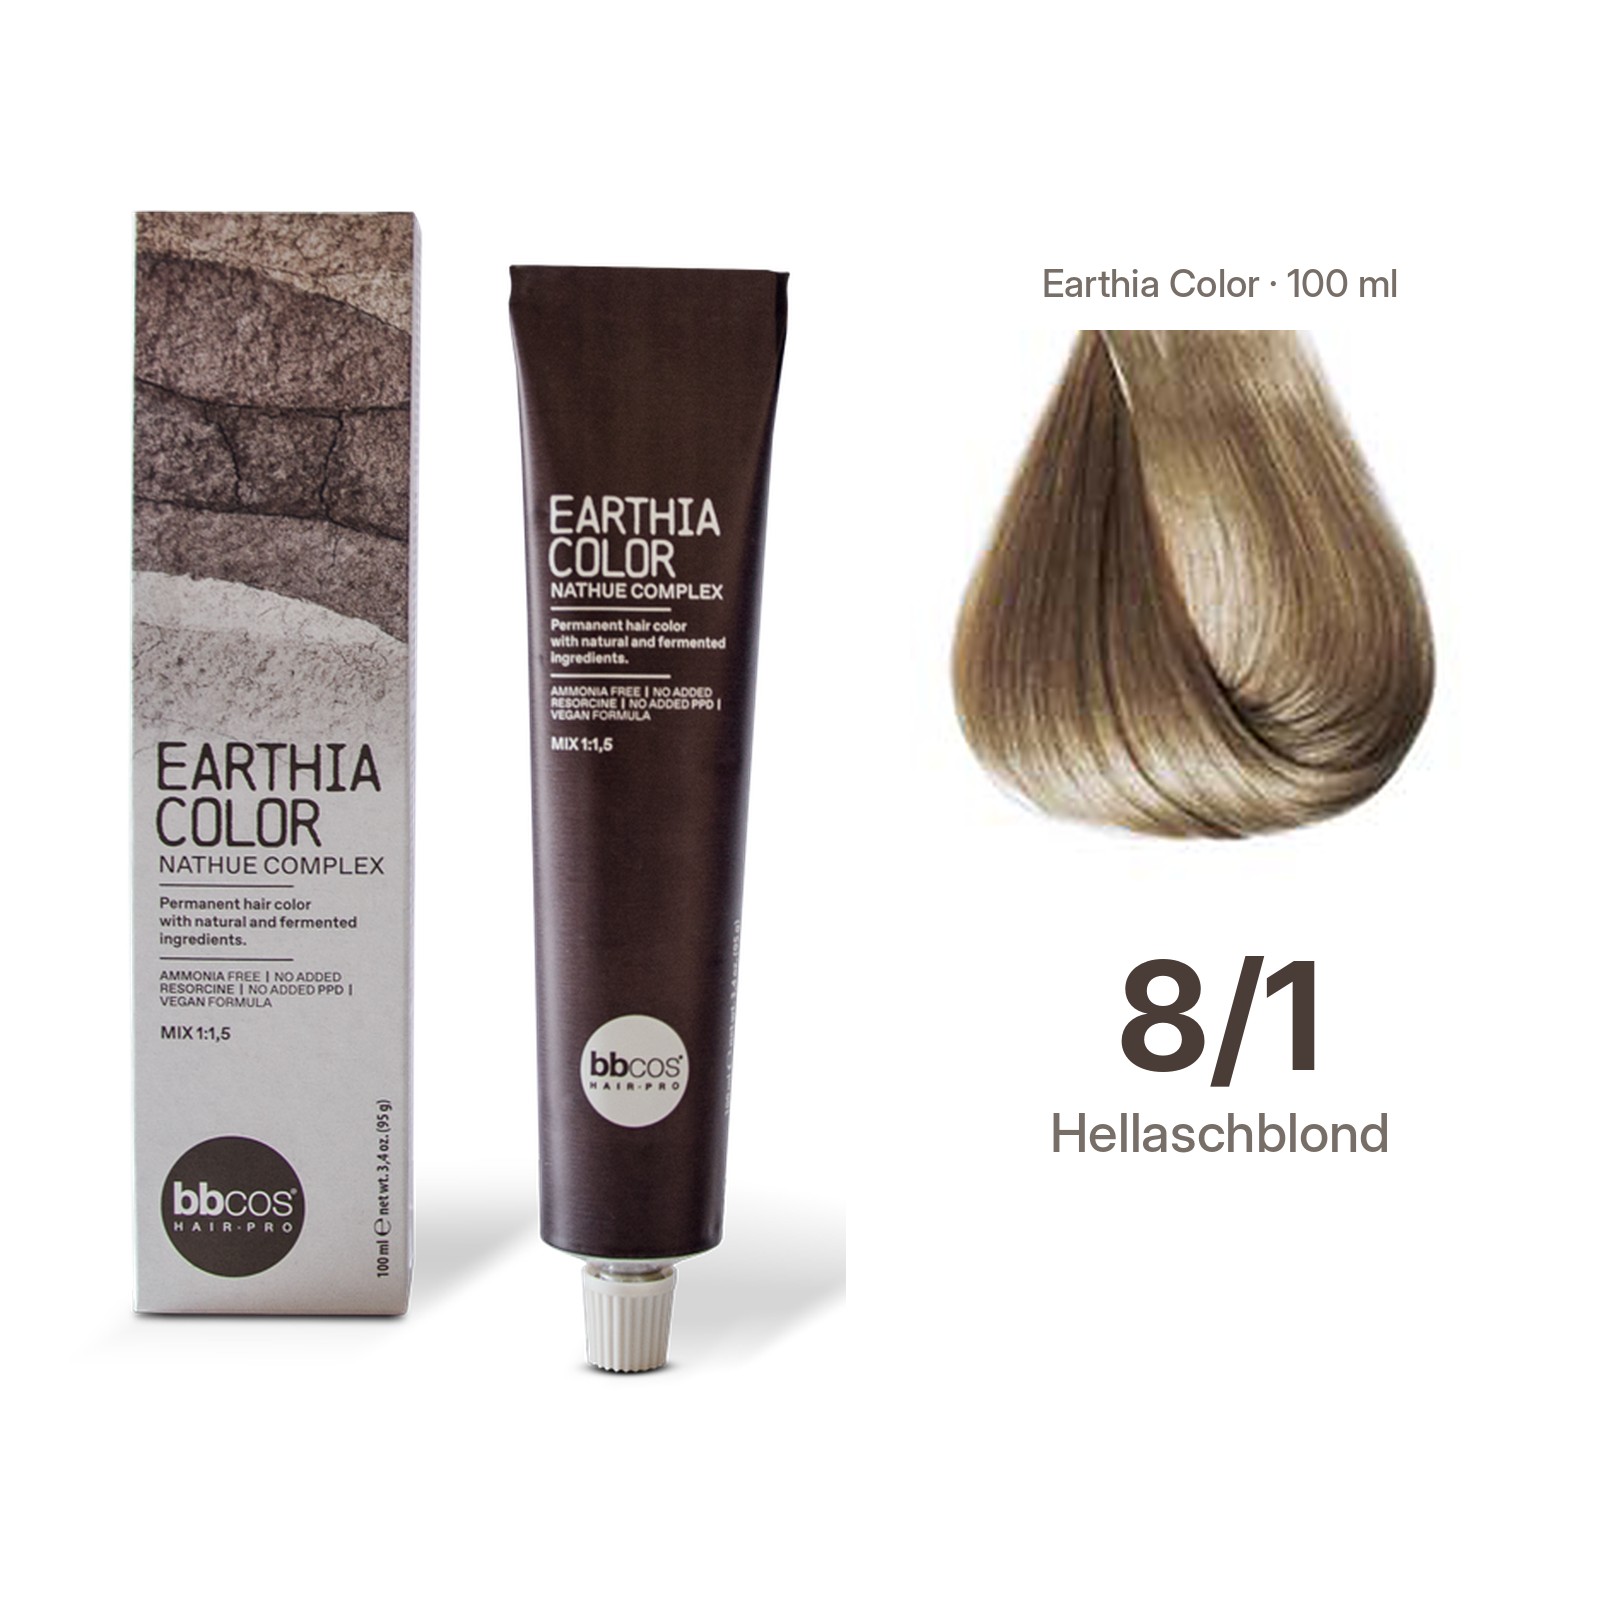 EARTHIA
COLOR
NATHUE COMPLEX
Permanent hair color
with natural and fermented
ingredients.
AMMONIA FREE | NO ADDED
RESORCINE | NO ADDED PPD |
VEGAN FORMULA
MIX 1:1,5
bbcos®
HAIR·PRO
100 ml ℮ net wt. 3,4 oz. (95 g)
EARTHIA
COLOR
NATHUE COMPLEX
Permanent hair color
with natural and fermented
ingredients.
AMMONIA FREE | NO ADDED
RESORCINE | NO ADDED PPD |
VEGAN FORMULA
MIX 1:1,5
bbcos®
HAIR·PRO
Earthia Color · 100 ml
8/1
Hellaschblond